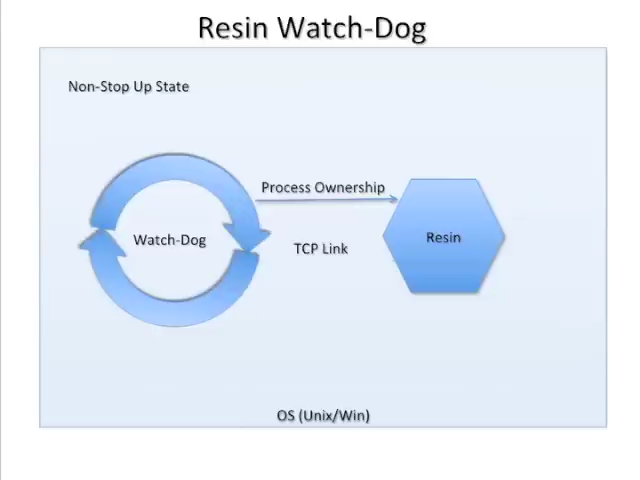 Resin Watch-Dog
Non-Stop Up State
Process Ownership
Watch-Dog
TCP Link
Resin
OS (Unix/Win)